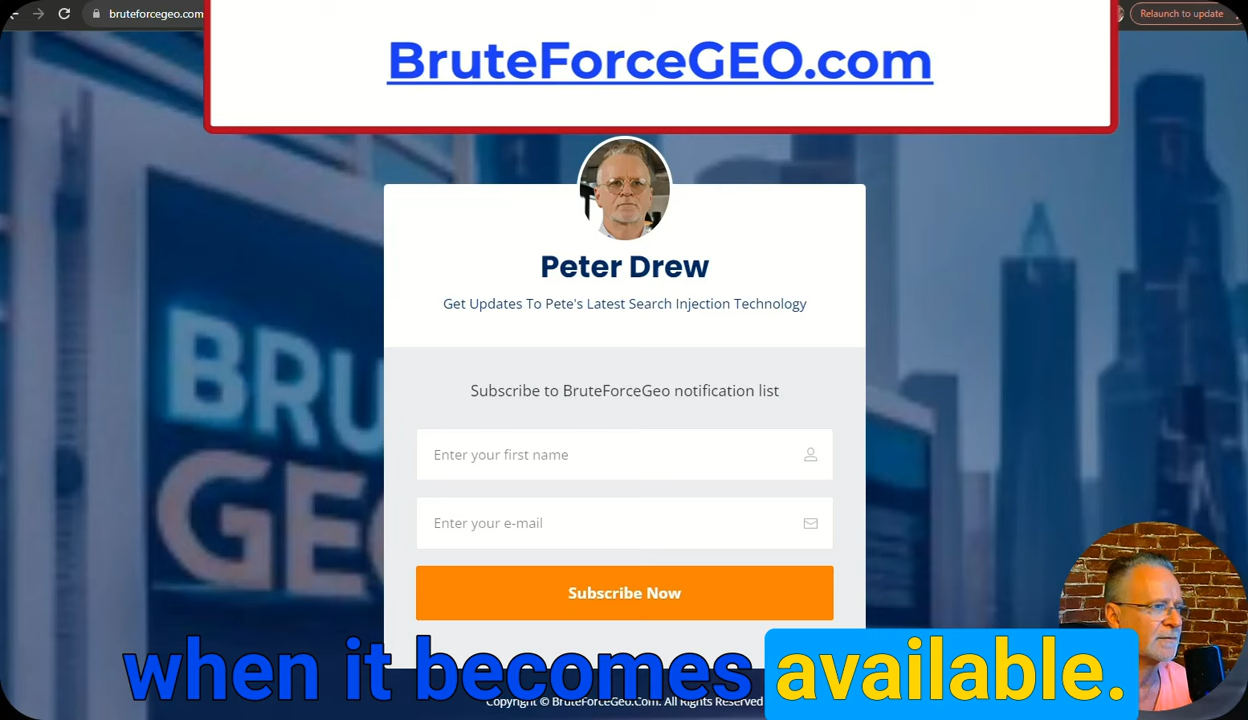 bruteforcegeo.com
Relaunch to update
BruteForceGEO.com
Peter Drew
Get Updates To Pete's Latest Search Injection Technology
BRU
GE
Subscribe to BruteForceGeo notification list
Enter your first name
Enter your e-mail
Subscribe Now
when it becomes available.
Copyright © BruteForceGeo.Com. All Rights Reserved